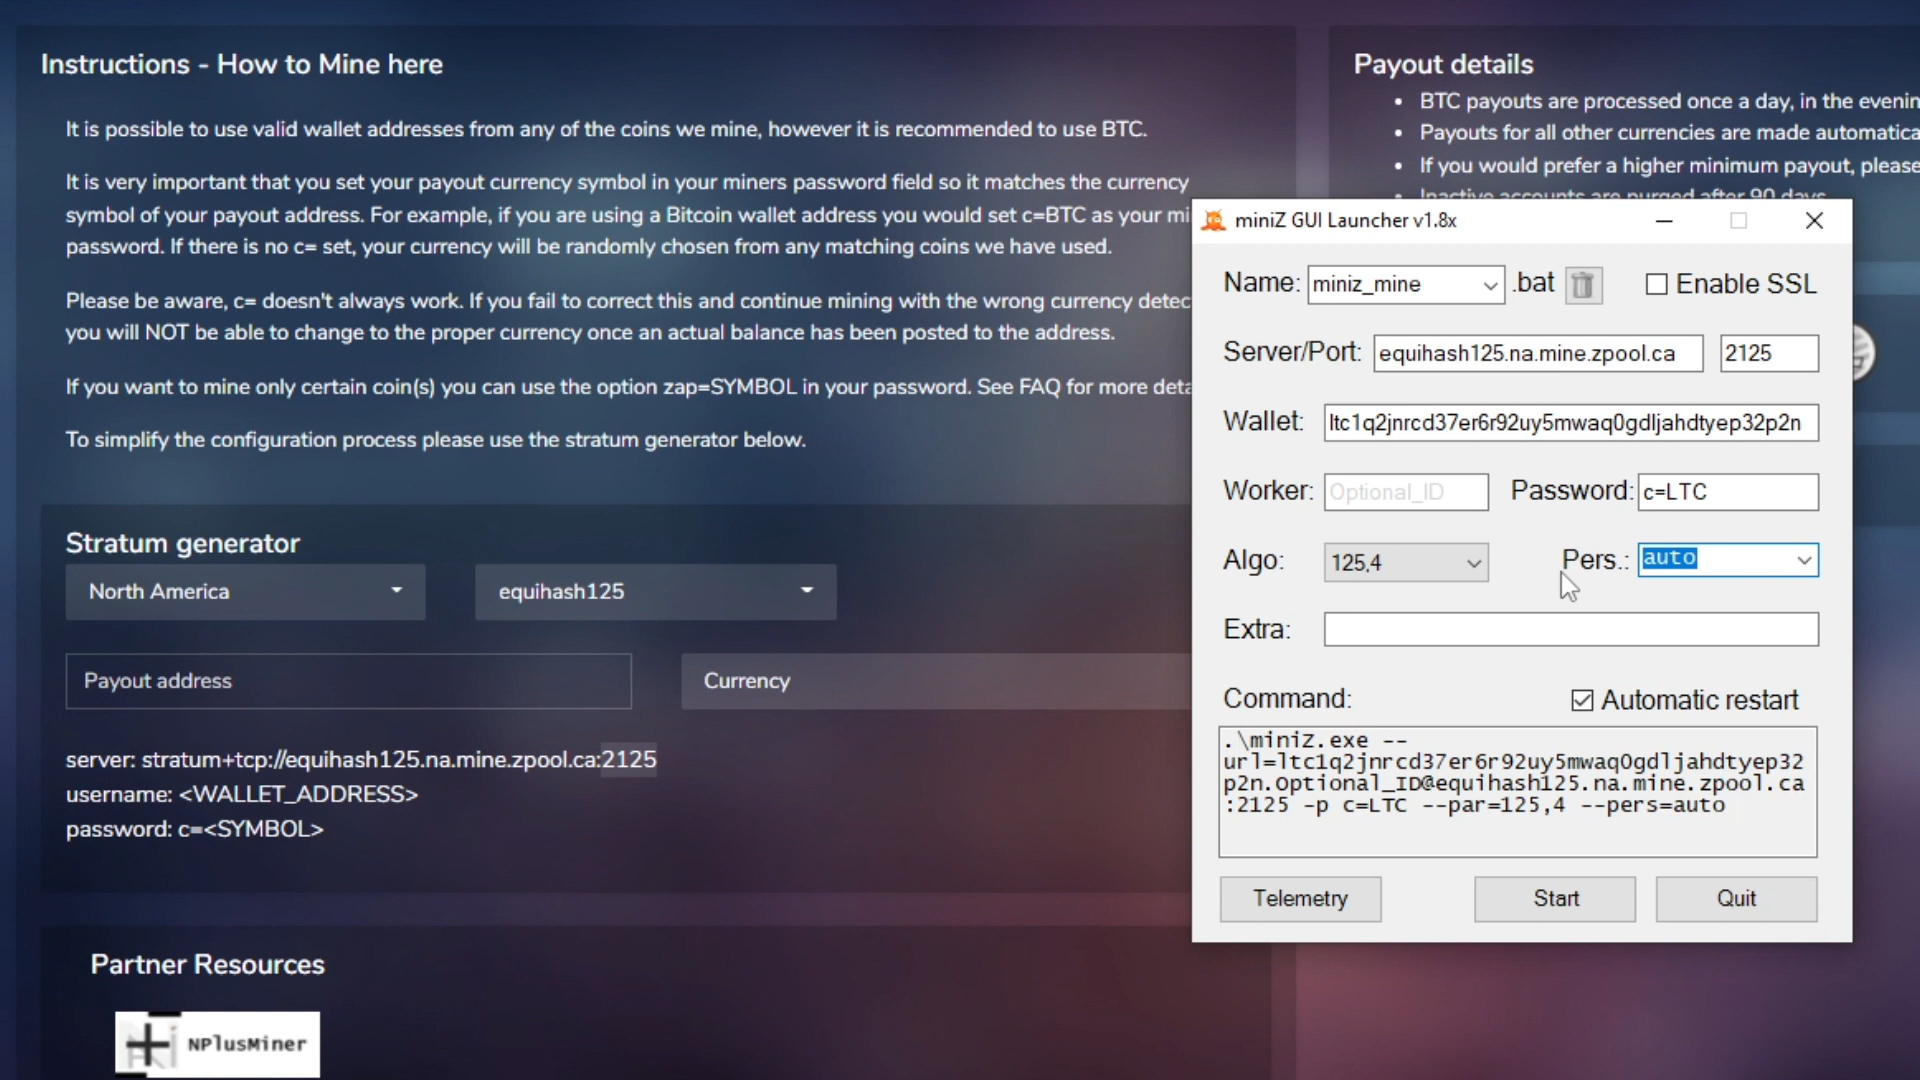 Instructions - How to Mine here
It is possible to use valid wallet addresses from any of the coins we mine, however it is recommended to use BTC.
It is very important that you set your payout currency symbol in your miners password field so it matches the currency
symbol of your payout address. For example, if you are using a Bitcoin wallet address you would set c=BTC as your mi
password. If there is no c= set, your currency will be randomly chosen from any matching coins we have used.
Please be aware, c= doesn't always work. If you fail to correct this and continue mining with the wrong currency detec
you will NOT be able to change to the proper currency once an actual balance has been posted to the address.
If you want to mine only certain coin(s) you can use the option zap=SYMBOL in your password. See FAQ for more deta
To simplify the configuration process please use the stratum generator below.
Stratum generator
North America
equihash125
Payout address
Currency
server: stratum+tcp://equihash125.na.mine.zpool.ca:2125
username: <WALLET_ADDRESS>
password: c=<SYMBOL>
Partner Resources
NPlusMiner
Payout details
• BTC payouts are processed once a day, in the evenin
• Payouts for all other currencies are made automatica
• If you would prefer a higher minimum payout, please
• Inactive accounts are purged after 90 days
miniZ GUI Launcher v1.8x
Name: miniz_mine .bat Enable SSL
Server/Port: equihash125.na.mine.zpool.ca 2125
Wallet: ltc1q2jnrcd37er6r92uy5mwaq0gdljahdtyep32p2n
Worker: Optional_ID Password: c=LTC
Algo: 125,4 Pers.: auto
Extra:
Command: Automatic restart
.\miniZ.exe --
url=ltc1q2jnrcd37er6r92uy5mwaq0gdljahdtyep32
p2n.Optional_ID@equihash125.na.mine.zpool.ca
:2125 -p c=LTC --par=125,4 --pers=auto
Telemetry
Start
Quit